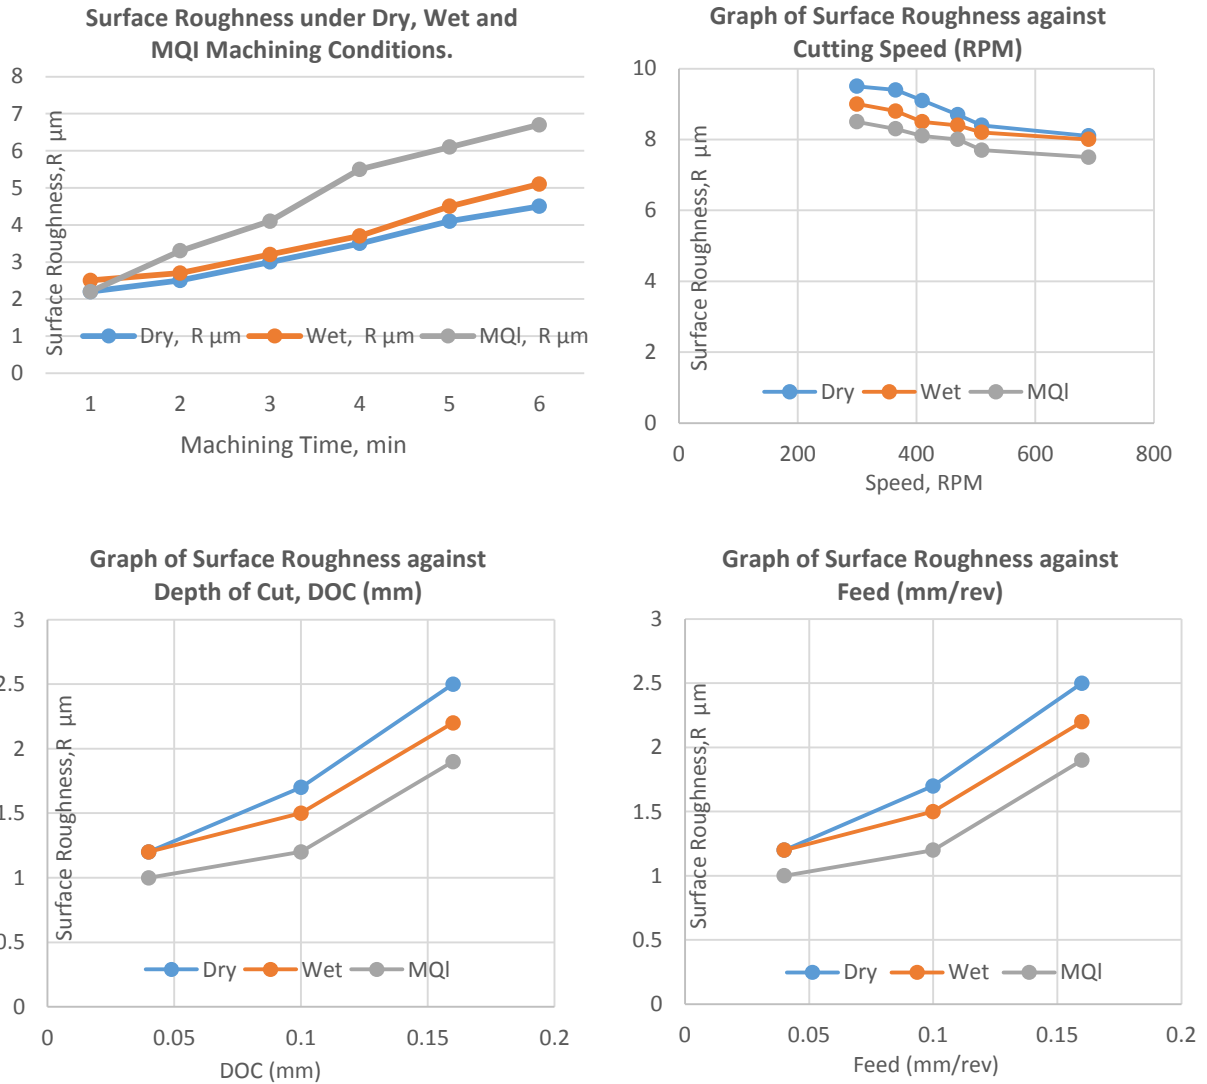 Surface Roughness under Dry, Wet and
MQl Machining Conditions.
8
7
6
5
4
3
2
1
0
Surface Roughness,R µm
Dry, R µm
Wet, R µm
MQl, R µm
1 2 3 4 5 6
Machining Time, min
Graph of Surface Roughness against
Cutting Speed (RPM)
10
8
6
4
2
0
Surface Roughness,R µm
Dry
Wet
MQl
0 200 400 600 800
Speed, RPM
Graph of Surface Roughness against
Depth of Cut, DOC (mm)
3
2.5
2
1.5
1
0.5
0
Surface Roughness,R µm
Dry
Wet
MQl
0 0.05 0.1 0.15 0.2
DOC (mm)
Graph of Surface Roughness against
Feed (mm/rev)
3
2.5
2
1.5
1
0.5
0
Surface Roughness,R µm
Dry
Wet
MQl
0 0.05 0.1 0.15 0.2
Feed (mm/rev)